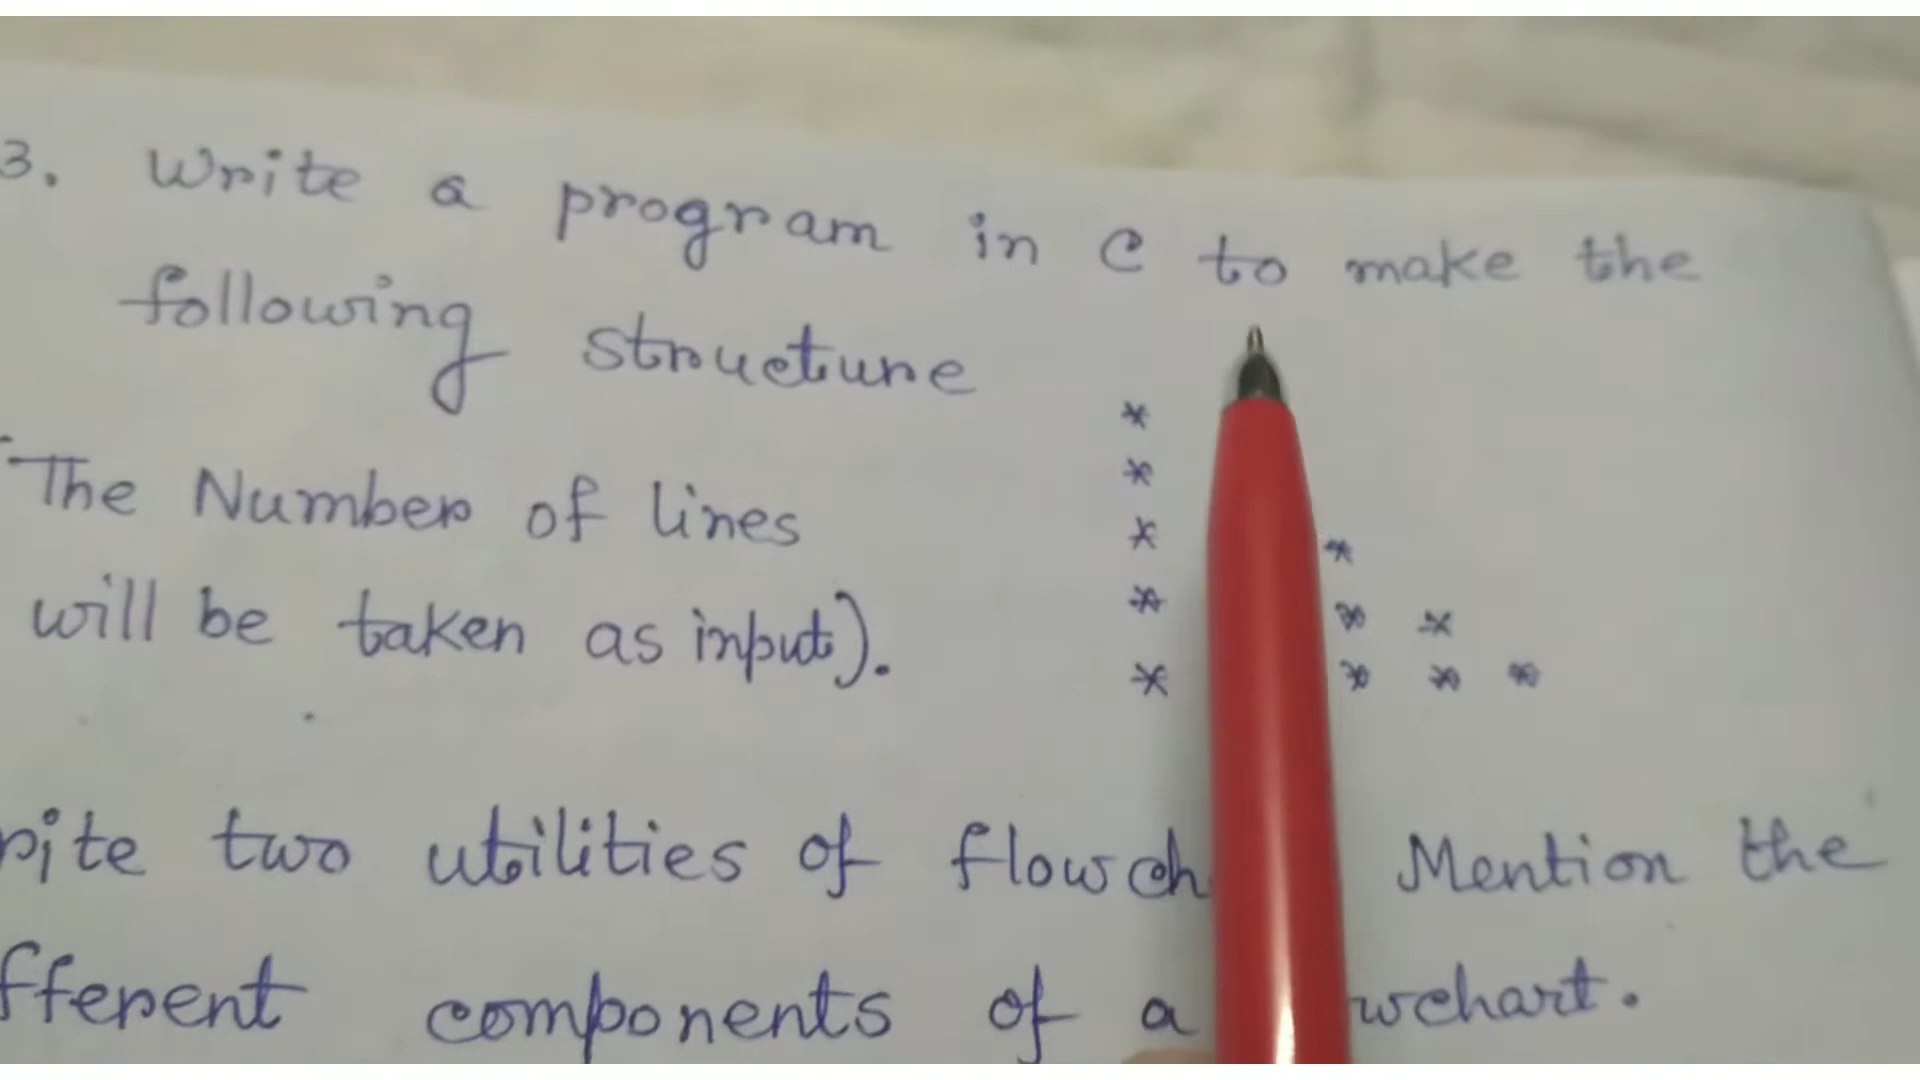 3. Write a program in C to make the
following structure
*
*
The Number of lines
* *
will be taken as input).
* * *
* * * *
rite two utilities of flowch Mention the
fferent components of a wchart.